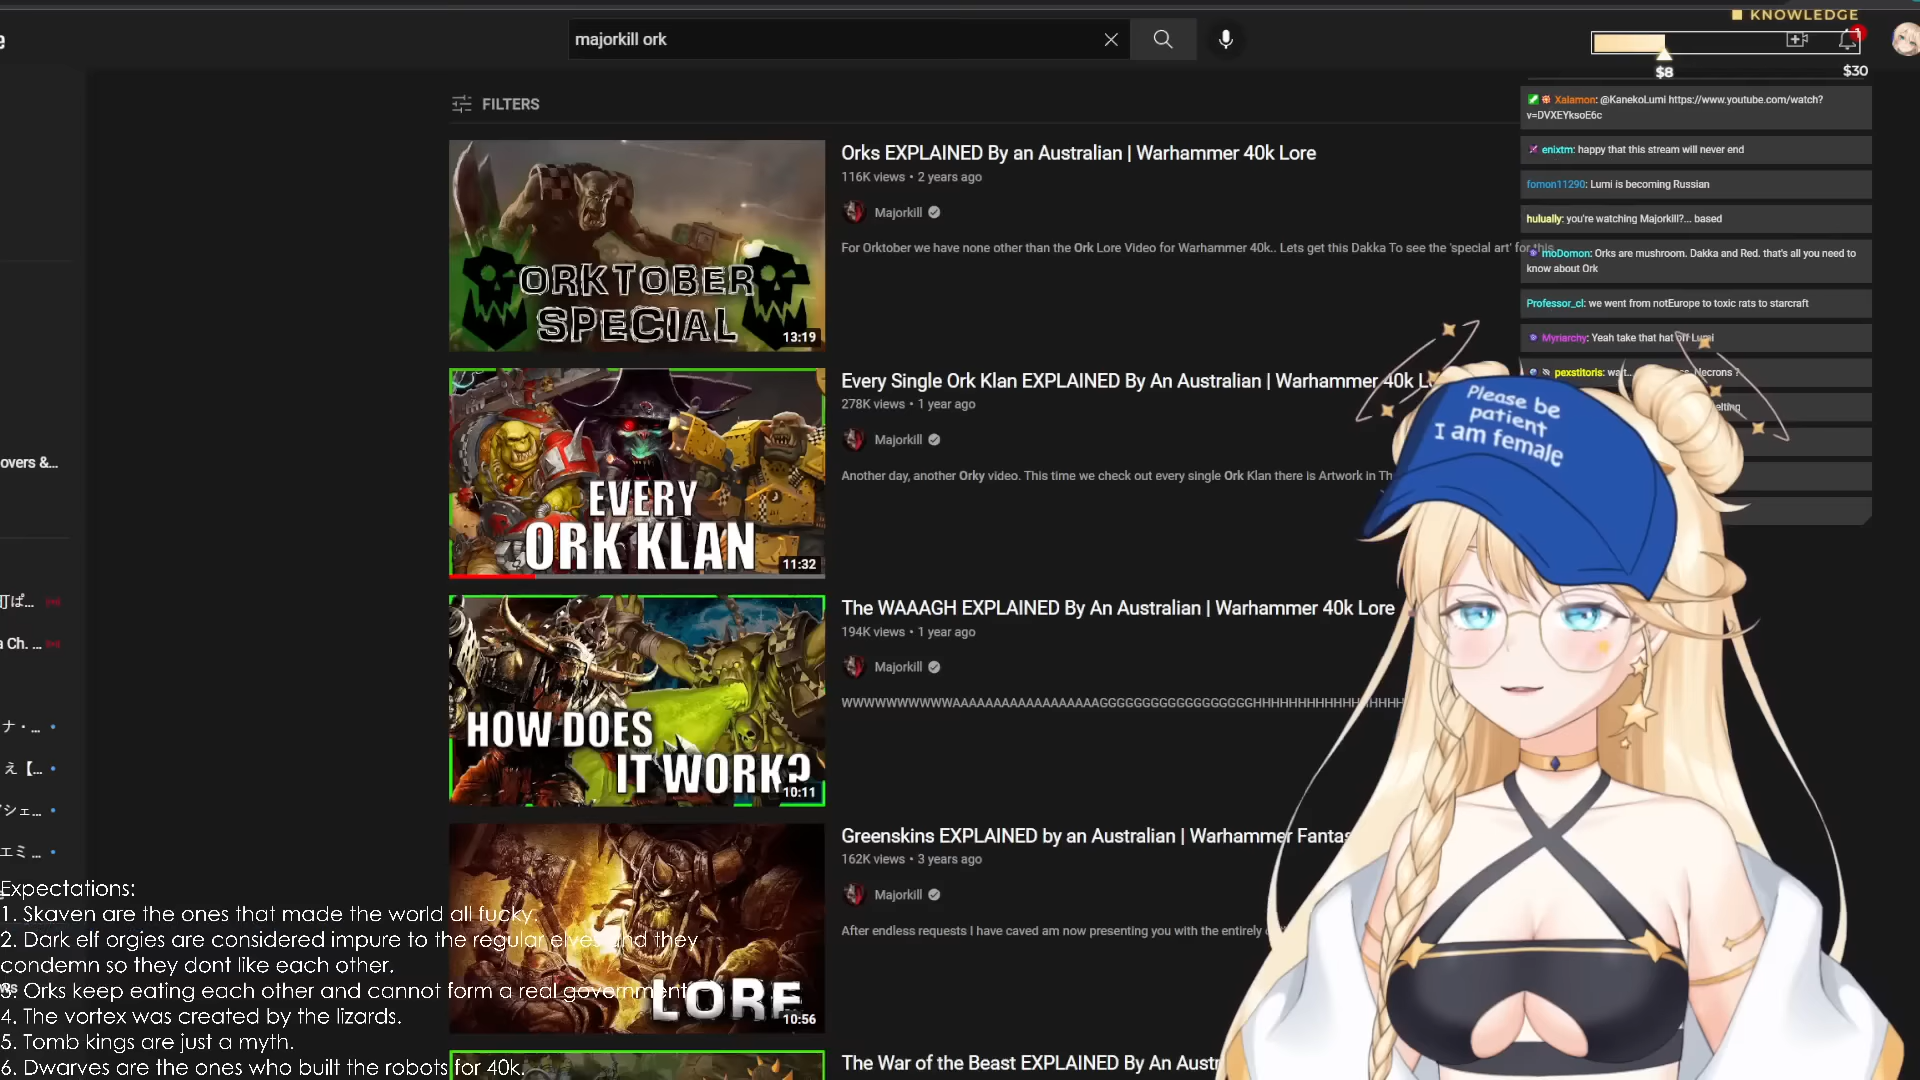 KNOWLEDGE
majorkill ork
$8
$30
FILTERS
Orks EXPLAINED By an Australian | Warhammer 40k Lore
116K views • 2 years ago
Majorkill
For Orktober we have none other than the Ork Lore Video for Warhammer 40k.. Lets get this Dakka To see the 'special art' for this
ORKTOBER
SPECIAL
13:19
Every Single Ork Klan EXPLAINED By An Australian | Warhammer 40k
278K views • 1 year ago
Majorkill
Another day, another Orky video. This time we check out every single Ork Klan there is Artwork in
EVERY
ORK KLAN
11:32
The WAAAGH EXPLAINED By An Australian | Warhammer 40k Lore
194K views • 1 year ago
Majorkill
HOW DOES
IT WORK?
10:11
Greenskins EXPLAINED by an Australian | Warhammer
162K views • 3 years ago
Majorkill
After endless requests I have caved am now presenting you with the entirely
LORE
10:56
The War of the Beast EXPLAINED By An
Xalamon: @KanekoLumi https://www.youtube.com/watch?
v=DVXEYksoE6c
enixtm: happy that this stream will never end
fomon11290: Lumi is becoming Russian
hulually: you're watching Majorkill?... based
moDomon: Orks are mushroom. Dakka and Red. that's all you need to
know about Ork
Professor_cl: we went from notEurope to toxic rats to starcraft
Myriarchy: Yeah take that hat off Lumi
pexstitoris: wait... Necrons ?
Please be
patient
I am female
overs &...
a Ch. ...
ナ・...
え【...
シェ...
エミ...
Expectations:
1. Skaven are the ones that made the world all fucky.
2. Dark elf orgies are considered impure to the regular elves and they
condemn so they dont like each other.
3. Orks keep eating each other and cannot form a real government
4. The vortex was created by the lizards.
5. Tomb kings are just a myth.
6. Dwarves are the ones who built the robots for 40k.